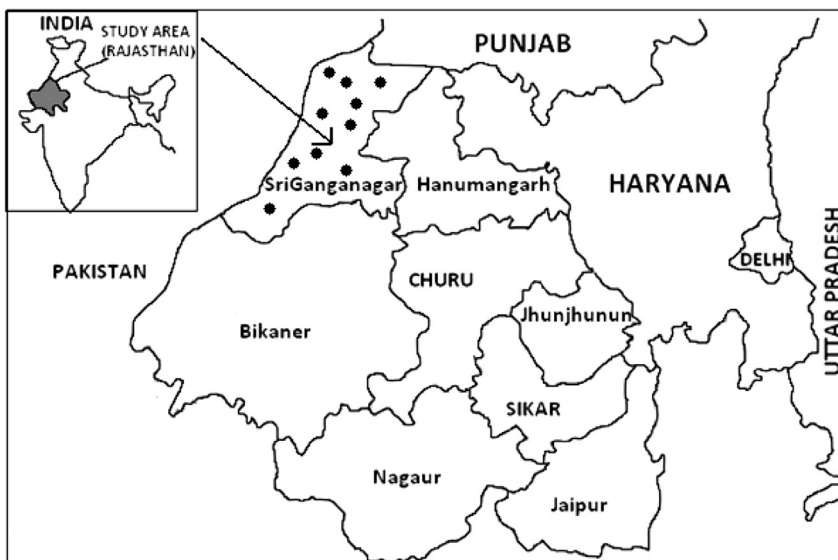 INDIA
STUDY AREA
(RAJASTHAN)
PUNJAB
SriGanganagar
Hanumangarh
HARYANA
PAKISTAN
CHURU
DELHI
UTTAR PRADESH
Bikaner
Jhunjhunun
SIKAR
Nagaur
Jaipur